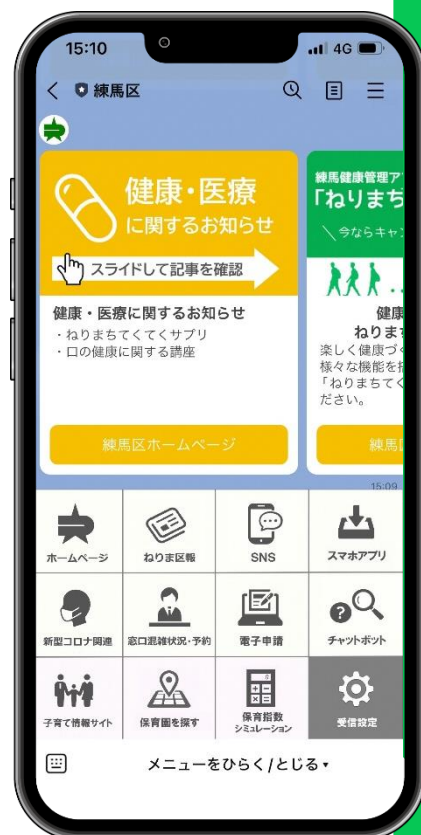 15:10
4G
練馬区
健康・医療
に関するお知らせ
スライドして記事を確認
健康・医療に関するお知らせ
・ねりまちてくてくサプリ
・口の健康に関する講座
練馬区ホームページ
練馬健康管理ア
「ねりまち
＼今ならキャン
健康
ねりま
楽しく健康づく
様々な機能を
「ねりまちてく
ださい。
練馬
15:09
ホームページ
ねりま区報
SNS
スマホアプリ
新型コロナ関連
窓口混雑状況・予約
電子申請
チャットボット
子育て情報サイト
保育園を探す
保育指数
シミュレーション
受信設定
メニューをひらく/とじる▾